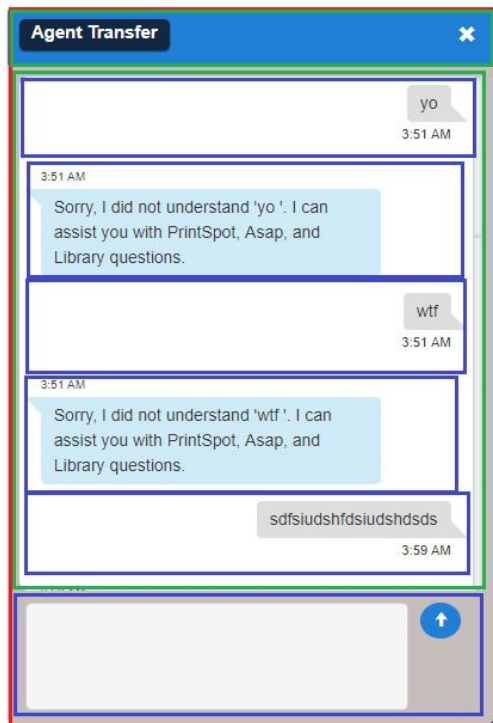 Agent Transfer
yo
3:51 AM
3:51 AM
Sorry, I did not understand 'yo '. I can
assist you with PrintSpot, Asap, and
Library questions.
wtf
3:51 AM
3:51 AM
Sorry, I did not understand 'wtf '. I can
assist you with PrintSpot, Asap, and
Library questions.
sdfsiudshfdsiudshdsds
3:59 AM